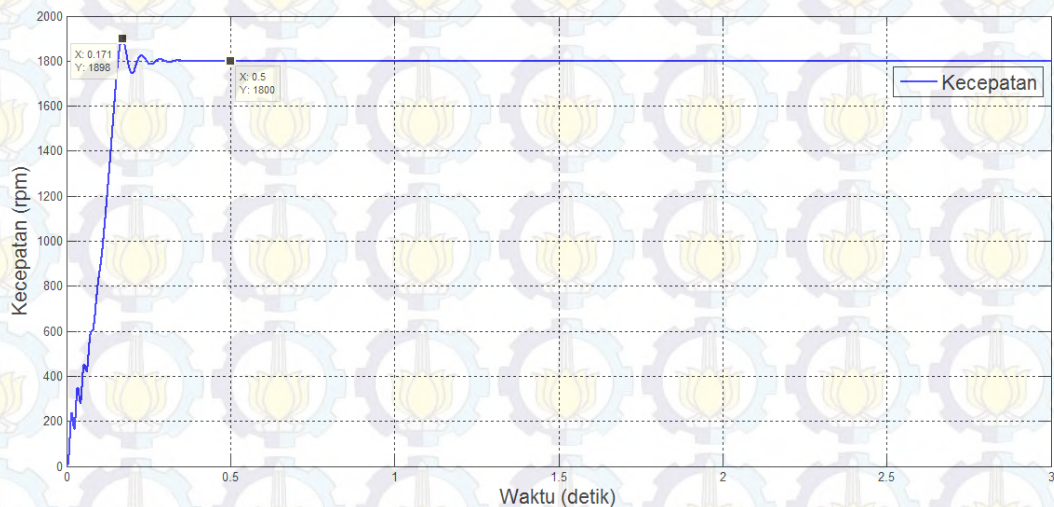 2000
1800
1600
1400
1200
1000
800
600
400
200
0
Kecepatan (rpm)
X: 0.171
Y: 1898
X: 0.5
Y: 1800
Kecepatan
0
0.5
1
1.5
2
2.5
3
Waktu (detik)